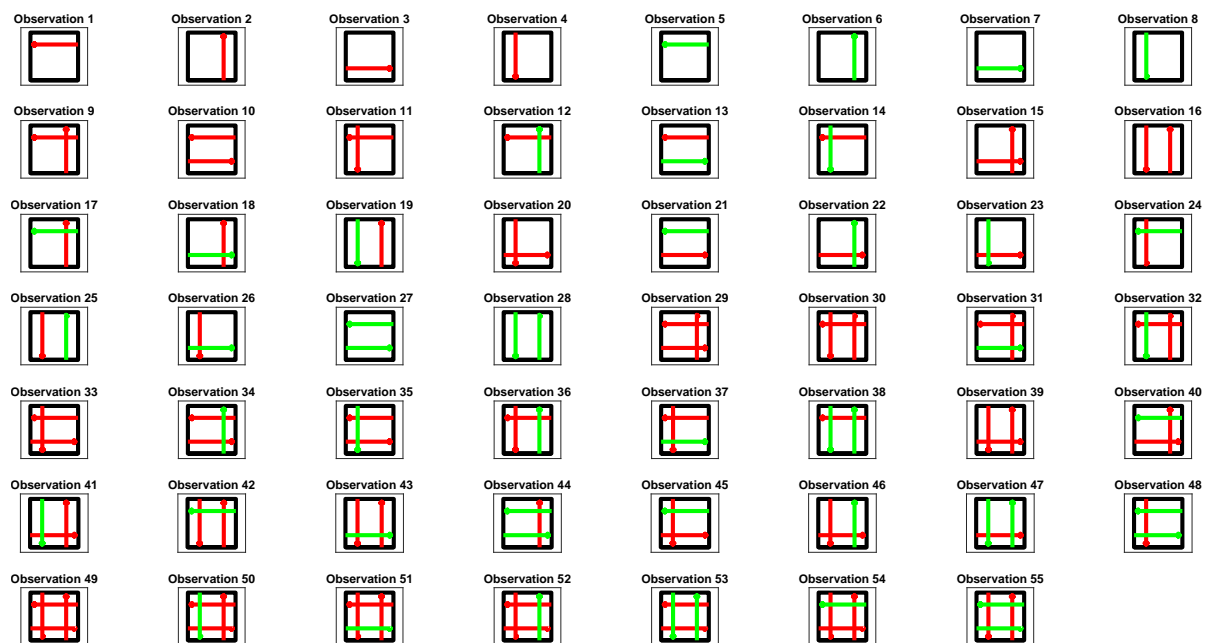 Observation 1 Observation 2 Observation 3 Observation 4 Observation 5 Observation 6 Observation 7 Observation 8
Observation 9 Observation 10 Observation 11 Observation 12 Observation 13 Observation 14 Observation 15 Observation 16
Observation 17 Observation 18 Observation 19 Observation 20 Observation 21 Observation 22 Observation 23 Observation 24
Observation 25 Observation 26 Observation 27 Observation 28 Observation 29 Observation 30 Observation 31 Observation 32
Observation 33 Observation 34 Observation 35 Observation 36 Observation 37 Observation 38 Observation 39 Observation 40
Observation 41 Observation 42 Observation 43 Observation 44 Observation 45 Observation 46 Observation 47 Observation 48
Observation 49 Observation 50 Observation 51 Observation 52 Observation 53 Observation 54 Observation 55